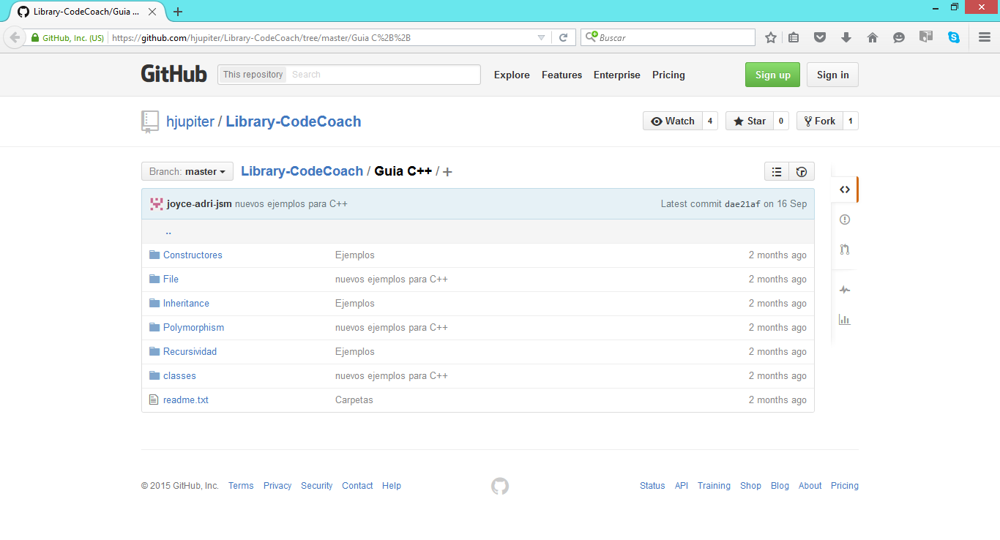 Library-CodeCoach/Guia ...
GitHub, Inc. (US) https://github.com/hjupiter/Library-CodeCoach/tree/master/Guia C%2B%2B Buscar
GitHub This repository Search Explore Features Enterprise Pricing Sign up Sign in
hjupiter / Library-CodeCoach Watch 4 Star 0 Fork 1
Branch: master Library-CodeCoach / Guia C++ / +
joyce-adri-jsm nuevos ejemplos para C++ Latest commit dae21af on 16 Sep
..
Constructores Ejemplos 2 months ago
File nuevos ejemplos para C++ 2 months ago
Inheritance Ejemplos 2 months ago
Polymorphism nuevos ejemplos para C++ 2 months ago
Recursividad Ejemplos 2 months ago
classes nuevos ejemplos para C++ 2 months ago
readme.txt Carpetas 2 months ago
© 2015 GitHub, Inc. Terms Privacy Security Contact Help Status API Training Shop Blog About Pricing